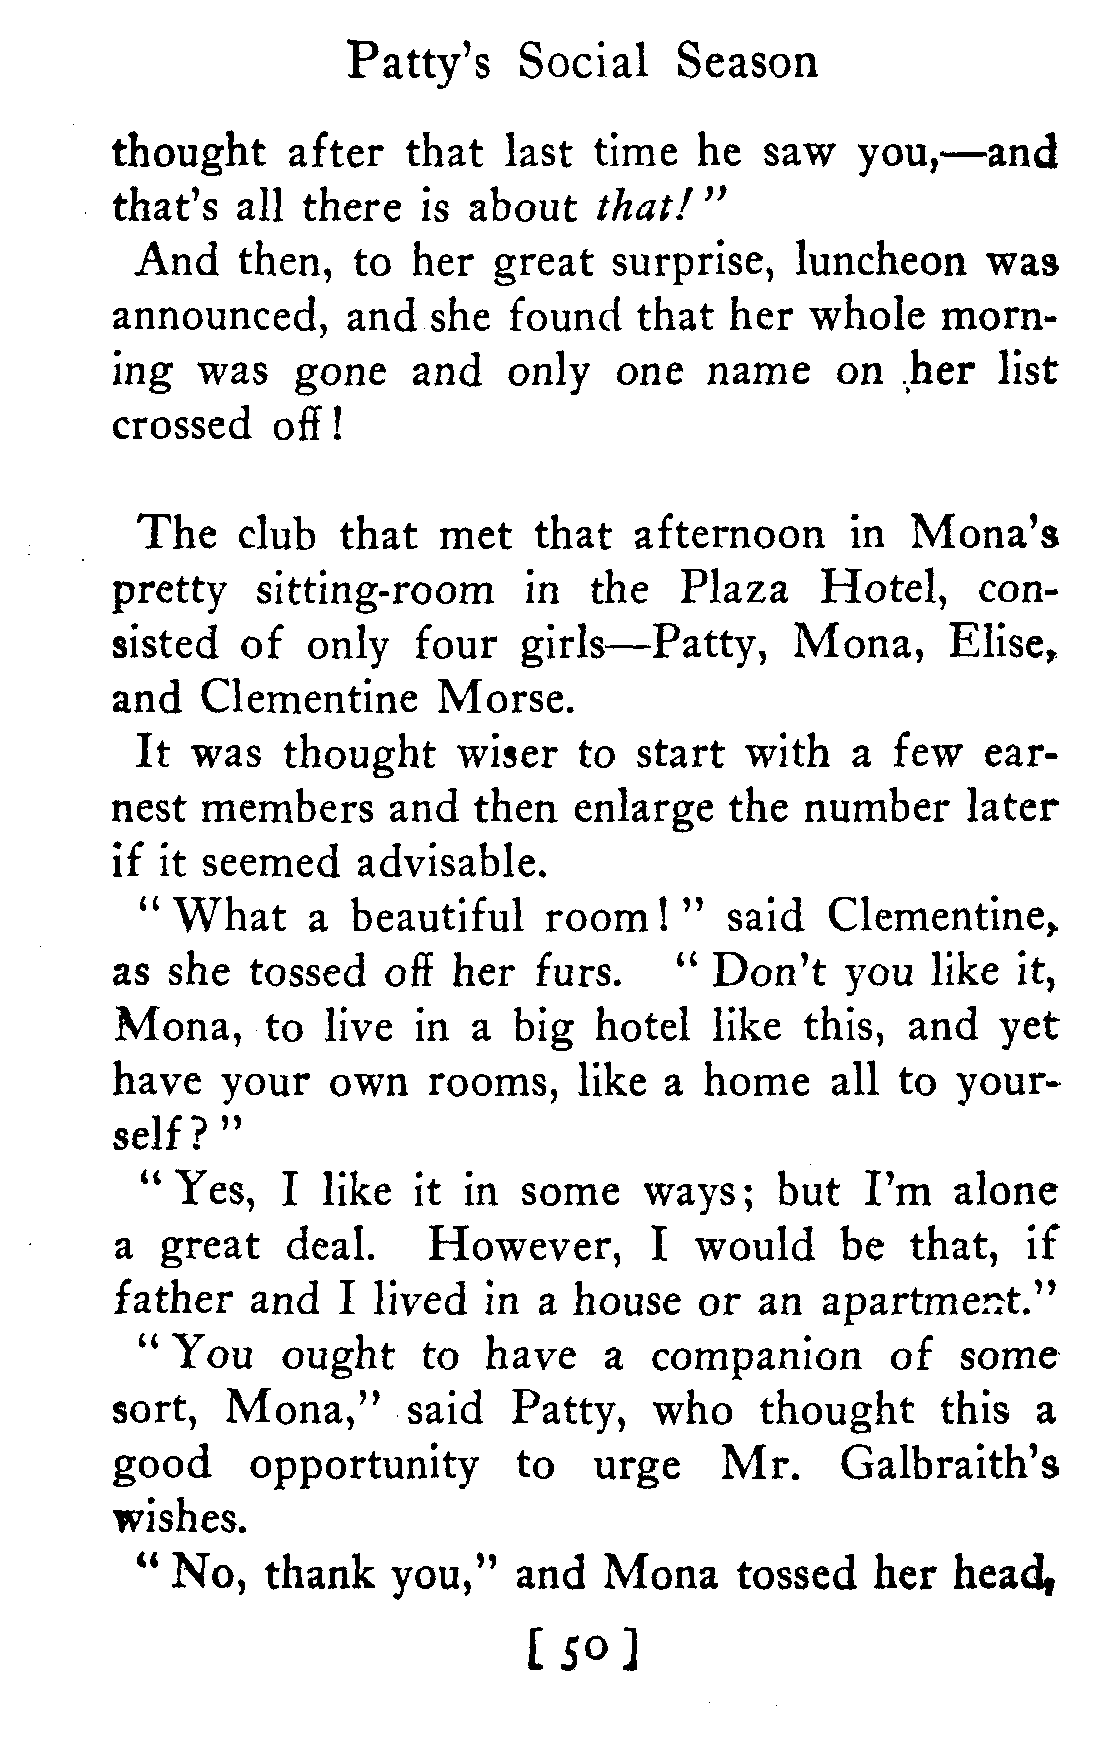 Patty's Social Season
thought after that last time he saw you,—and
that's all there is about that!"
And then, to her great surprise, luncheon was
announced, and she found that her whole morn-
ing was gone and only one name on her list
crossed off!
The club that met that afternoon in Mona's
pretty sitting-room in the Plaza Hotel, con-
sisted of only four girls—Patty, Mona, Elise,
and Clementine Morse.
It was thought wiser to start with a few ear-
nest members and then enlarge the number later
if it seemed advisable.
"What a beautiful room!" said Clementine,
as she tossed off her furs. "Don't you like it,
Mona, to live in a big hotel like this, and yet
have your own rooms, like a home all to your-
self?"
"Yes, I like it in some ways; but I'm alone
a great deal. However, I would be that, if
father and I lived in a house or an apartment."
"You ought to have a companion of some
sort, Mona," said Patty, who thought this a
good opportunity to urge Mr. Galbraith's
wishes.
"No, thank you," and Mona tossed her head,
[50]